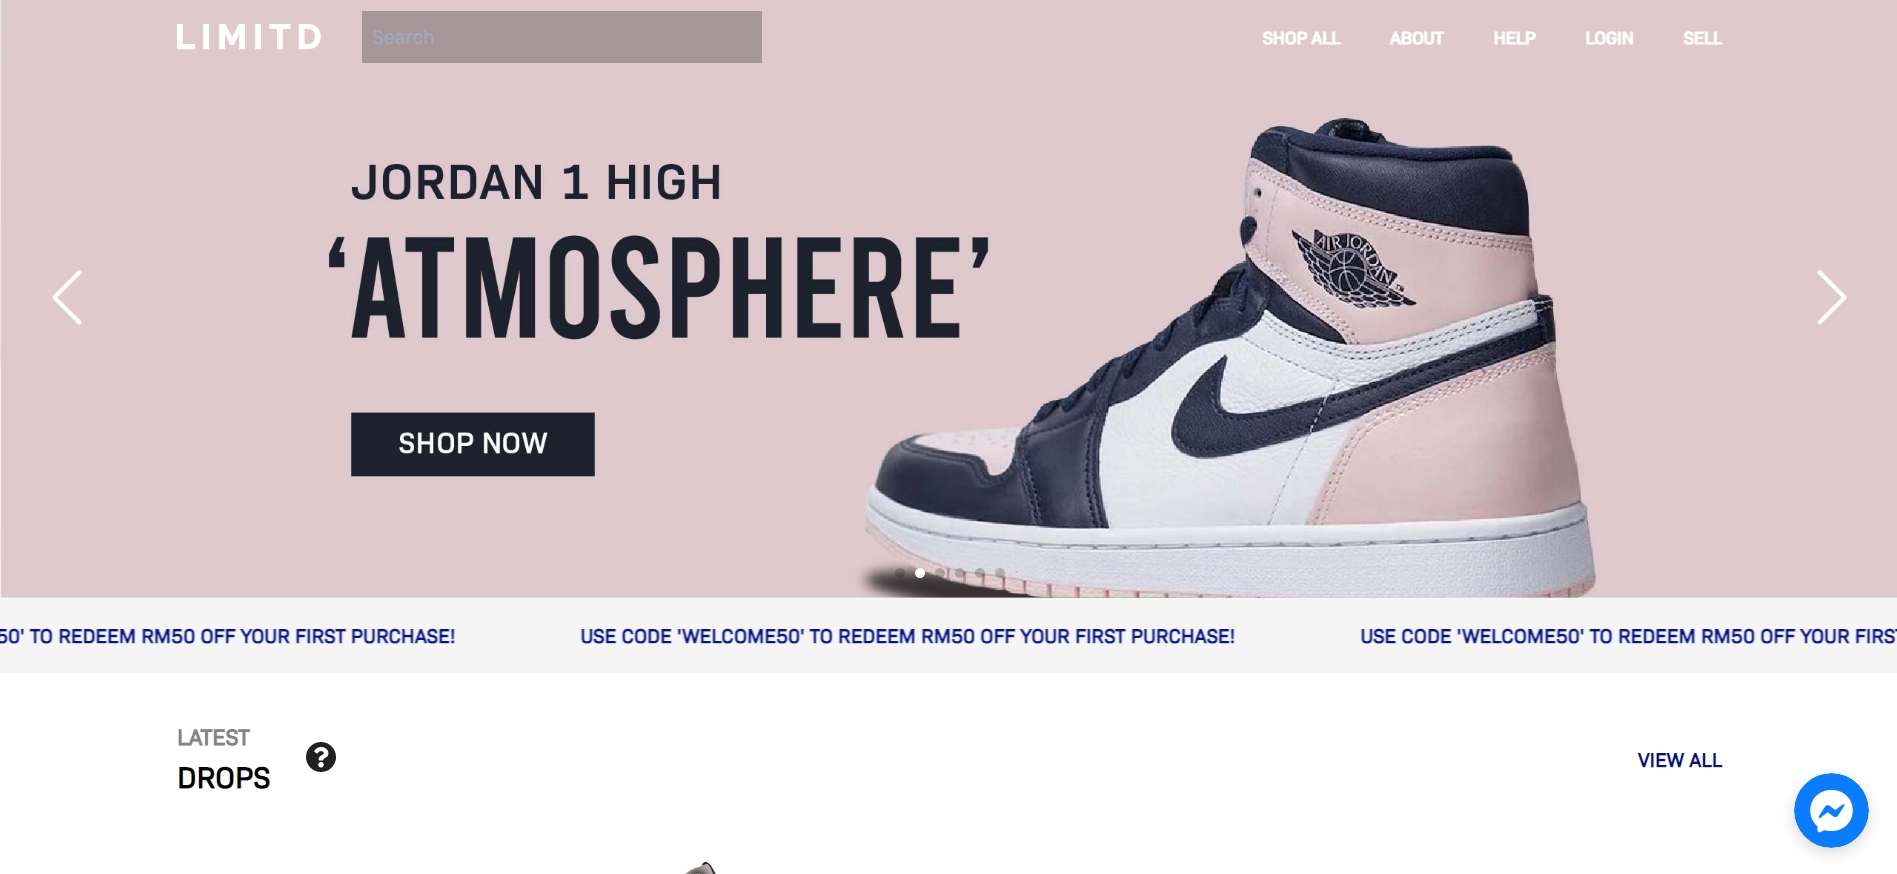 LIMITD
Search
SHOP ALL
ABOUT
HELP
LOGIN
SELL
JORDAN 1 HIGH
‘ATMOSPHERE’
AIR JORDAN
SHOP NOW
50' TO REDEEM RM50 OFF YOUR FIRST PURCHASE!
USE CODE 'WELCOME50' TO REDEEM RM50 OFF YOUR FIRST PURCHASE!
USE CODE 'WELCOME50' TO REDEEM RM50 OFF YOUR FIRS
LATEST
DROPS
?
VIEW ALL